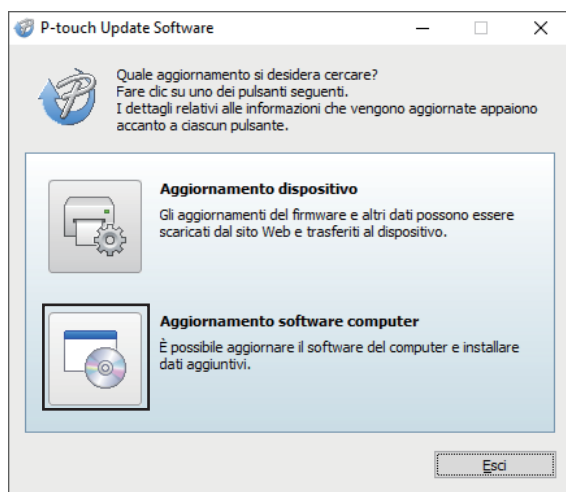 P-touch Update Software
Quale aggiornamento si desidera cercare?
Fare clic su uno dei pulsanti seguenti.
I dettagli relativi alle informazioni che vengono aggiornate appaiono
accanto a ciascun pulsante.
Aggiornamento dispositivo
Gli aggiornamenti del firmware e altri dati possono essere
scaricati dal sito Web e trasferiti al dispositivo.
Aggiornamento software computer
È possibile aggiornare il software del computer e installare
dati aggiuntivi.
Esci